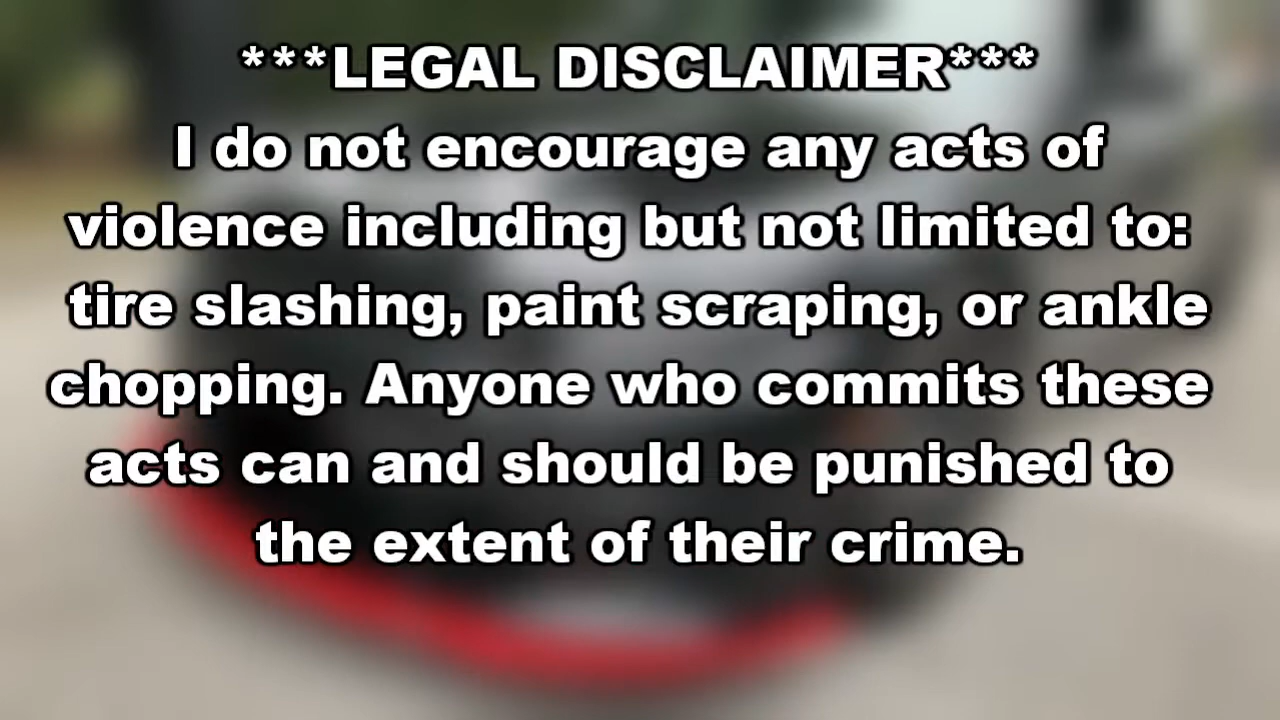 ***LEGAL DISCLAIMER***
I do not encourage any acts of
violence including but not limited to:
tire slashing, paint scraping, or ankle
chopping. Anyone who commits these
acts can and should be punished to
the extent of their crime.